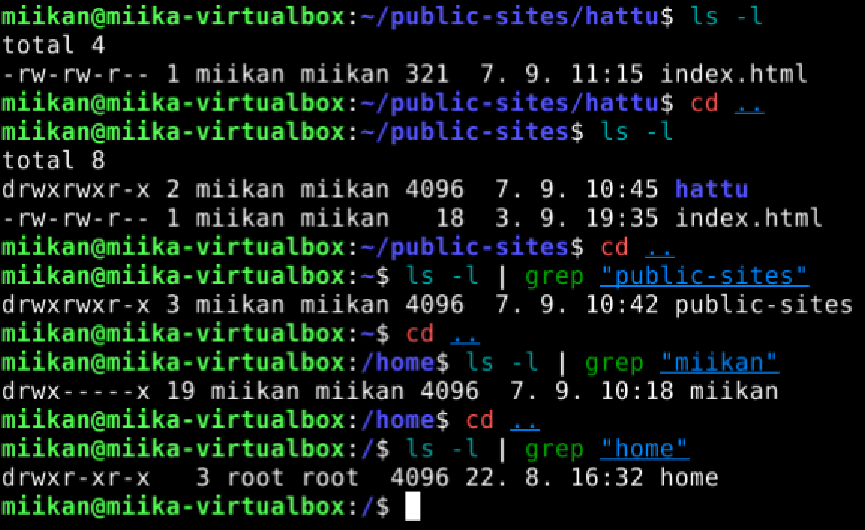 miikan@miika-virtualbox:~/public-sites/hattu$ ls -l
total 4
-rw-rw-r-- 1 miikan miikan 321  7. 9. 11:15 index.html
miikan@miika-virtualbox:~/public-sites/hattu$ cd ..
miikan@miika-virtualbox:~/public-sites$ ls -l
total 8
drwxrwxr-x 2 miikan miikan 4096  7. 9. 10:45 hattu
-rw-rw-r-- 1 miikan miikan   18  3. 9. 19:35 index.html
miikan@miika-virtualbox:~/public-sites$ cd ..
miikan@miika-virtualbox:~$ ls -l | grep "public-sites"
drwxrwxr-x 3 miikan miikan 4096  7. 9. 10:42 public-sites
miikan@miika-virtualbox:~$ cd ..
miikan@miika-virtualbox:/home$ ls -l | grep "miikan"
drwx-----x 19 miikan miikan 4096  7. 9. 10:18 miikan
miikan@miika-virtualbox:/home$ cd ..
miikan@miika-virtualbox:/$ ls -l | grep "home"
drwxr-xr-x   3 root root  4096 22. 8. 16:32 home
miikan@miika-virtualbox:/$